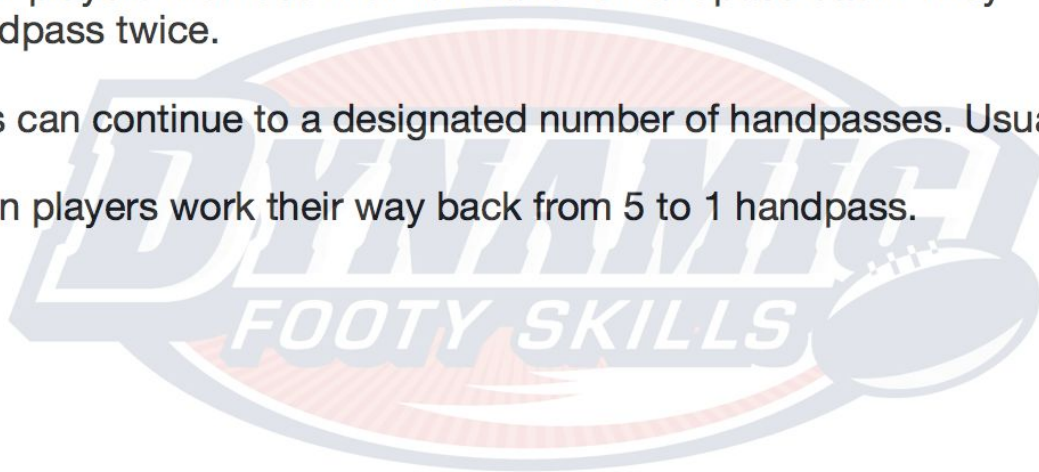 dpass twice.
s can continue to a designated number of handpasses. Usua
n players work their way back from 5 to 1 handpass.
DYNAMIC
FOOTY SKILLS